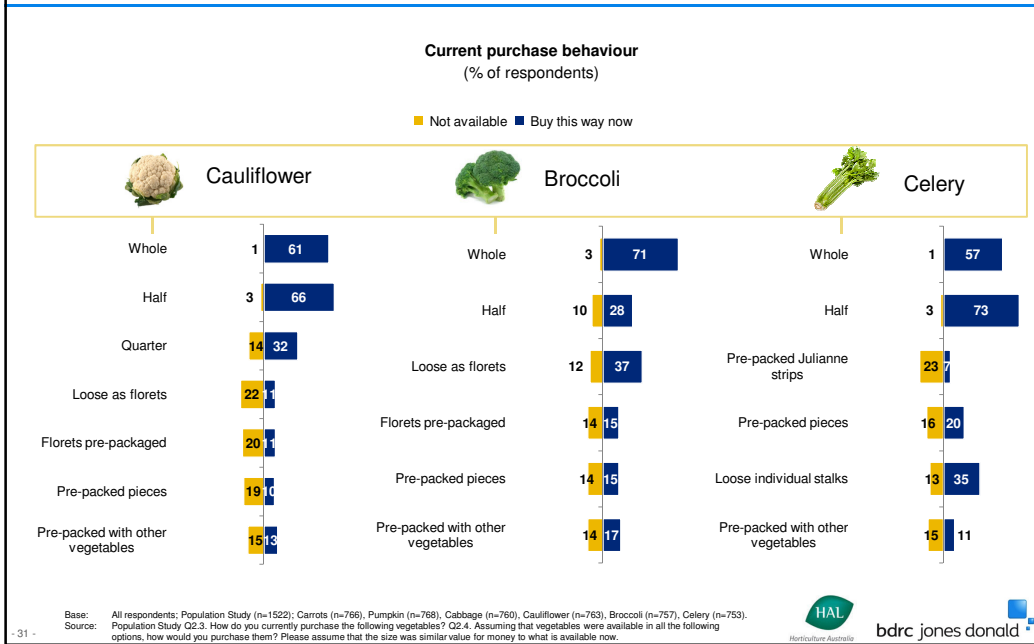 Current purchase behaviour
(% of respondents)
Not available Buy this way now
Cauliflower
Broccoli
Celery
Whole 1 61
Half 3 66
Quarter 14 32
Loose as florets 22 11
Florets pre-packaged 20 11
Pre-packed pieces 19 10
Pre-packed with other
vegetables 15 13
Whole 3 71
Half 10 28
Loose as florets 12 37
Florets pre-packaged 14 15
Pre-packed pieces 14 15
Pre-packed with other
vegetables 14 17
Whole 1 57
Half 3 73
Pre-packed Julianne
strips 23 7
Pre-packed pieces 16 20
Loose individual stalks 13 35
Pre-packed with other
vegetables 15 11
Base: All respondents; Population Study (n=1522); Carrots (n=766), Pumpkin (n=768), Cabbage (n=760), Cauliflower (n=763), Broccoli (n=757), Celery (n=753).
Source: Population Study Q2.3. How do you currently purchase the following vegetables? Q2.4. Assuming that vegetables were available in all the following
options, how would you purchase them? Please assume that the size was similar value for money to what is available now.
- 31 -
HAL
Horticulture Australia
bdrc jones donald